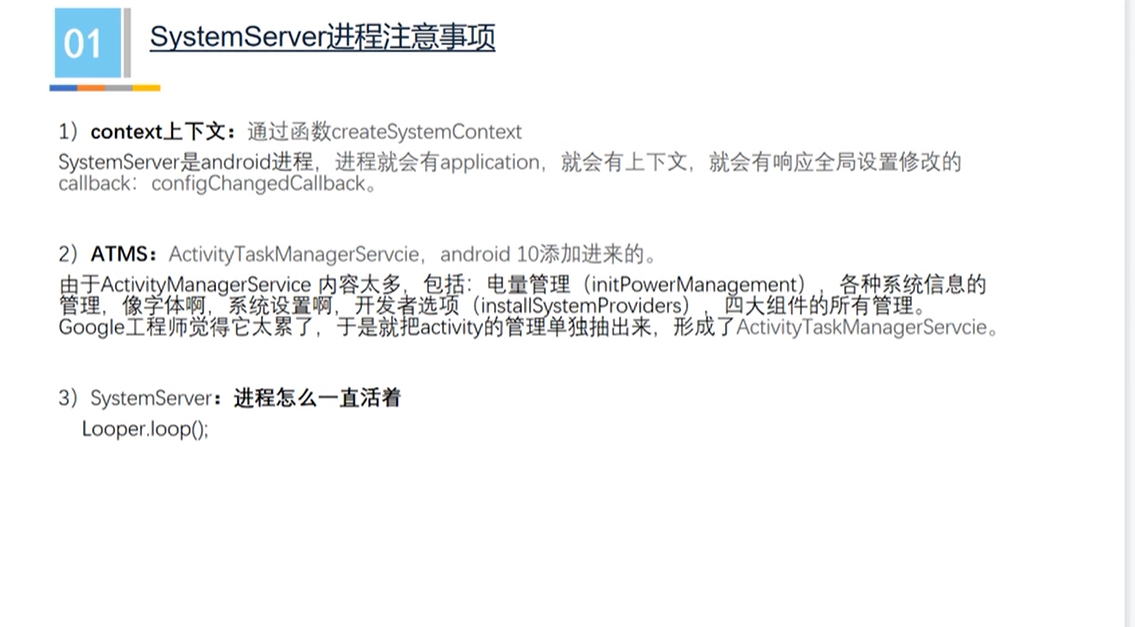 01
SystemServer进程注意事项
1）context上下文：通过函数createSystemContext
SystemServer是android进程，进程就会有application，就会有上下文，就会有响应全局设置修改的
callback：configChangedCallback。
2）ATMS：ActivityTaskManagerServcie，android 10添加进来的。
由于ActivityManagerService 内容太多，包括：电量管理（initPowerManagement），各种系统信息的
管理，像字体啊，系统设置啊，开发者选项（installSystemProviders），四大组件的所有管理。
Google工程师觉得它太累了，于是就把activity的管理单独抽出来，形成了ActivityTaskManagerServcie。
3）SystemServer：进程怎么一直活着
Looper.loop();